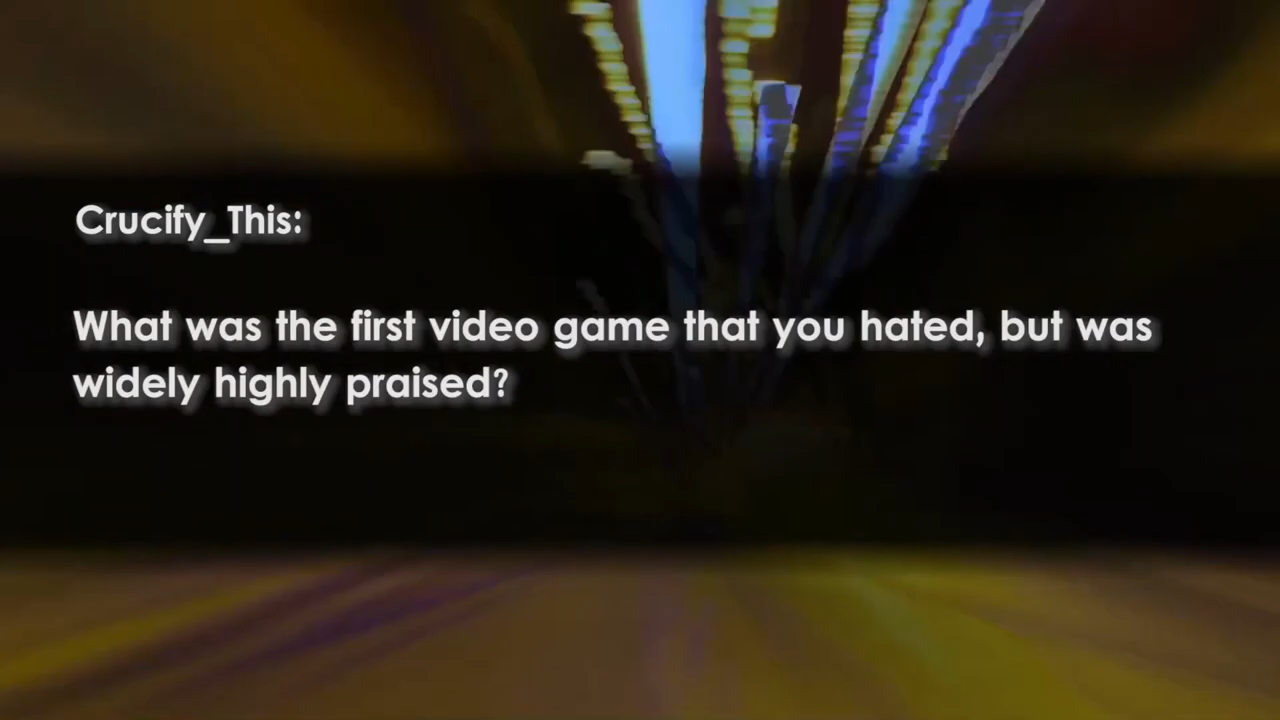 Crucify_This:
What was the first video game that you hated, but was
widely highly praised?